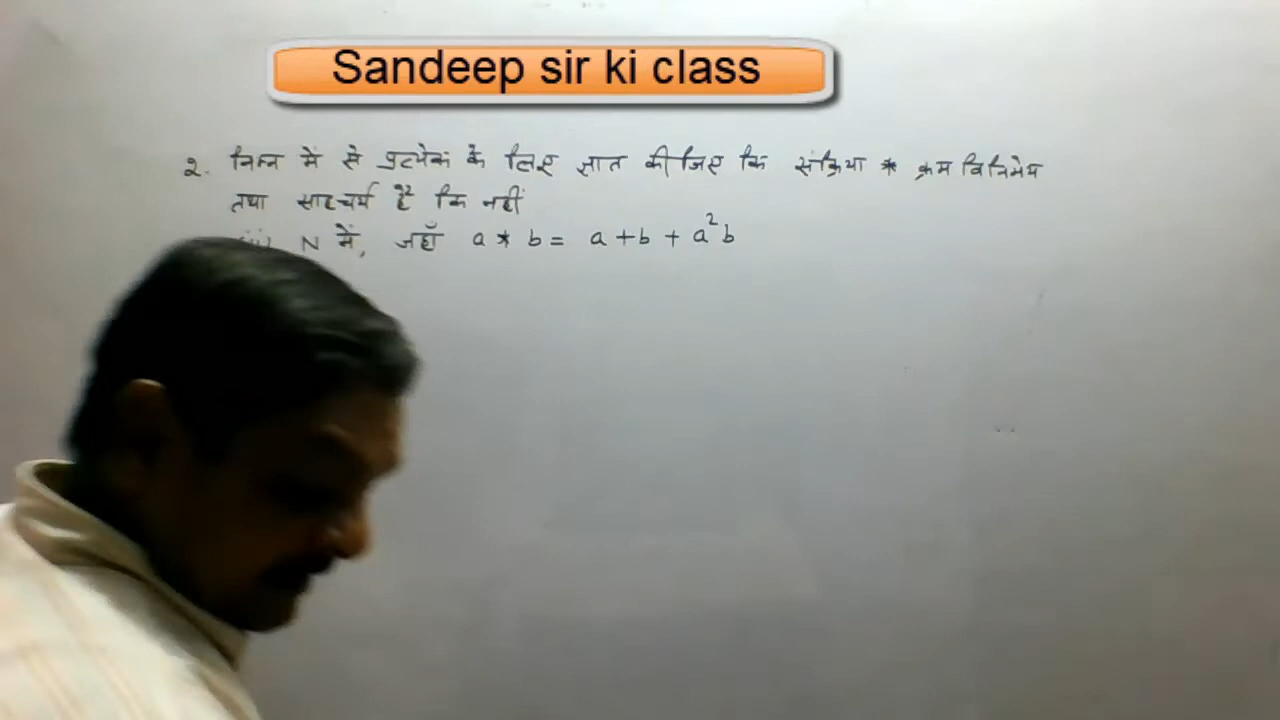 Sandeep sir ki class
2. निम्न में से प्रत्येक के लिए ज्ञात कीजिए कि संक्रिया * क्रम विनिमेय
तथा साहचर्य है कि नहीं
N में, जहाँ a * b = a + b + a²b